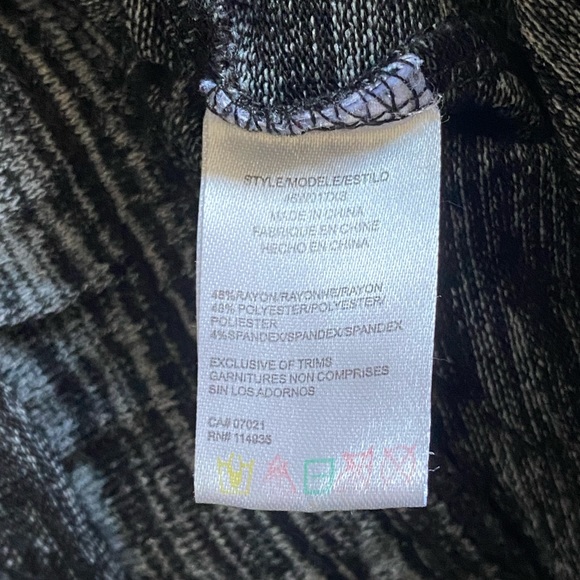 STYLE/MODELE/ESTILO
MADE IN CHINA
FABRIQUE EN CHINE
HECHO EN CHINA
48%RAYON/RAYONNE/RAYON
48% POLYESTER/POLYESTER/
POLIESTER
4%SPANDEX/SPANDEX/SPANDEX
EXCLUSIVE OF TRIMS
GARNITURES NON COMPRISES
SIN LOS ADORNOS
CA# 07021
RN# 114935